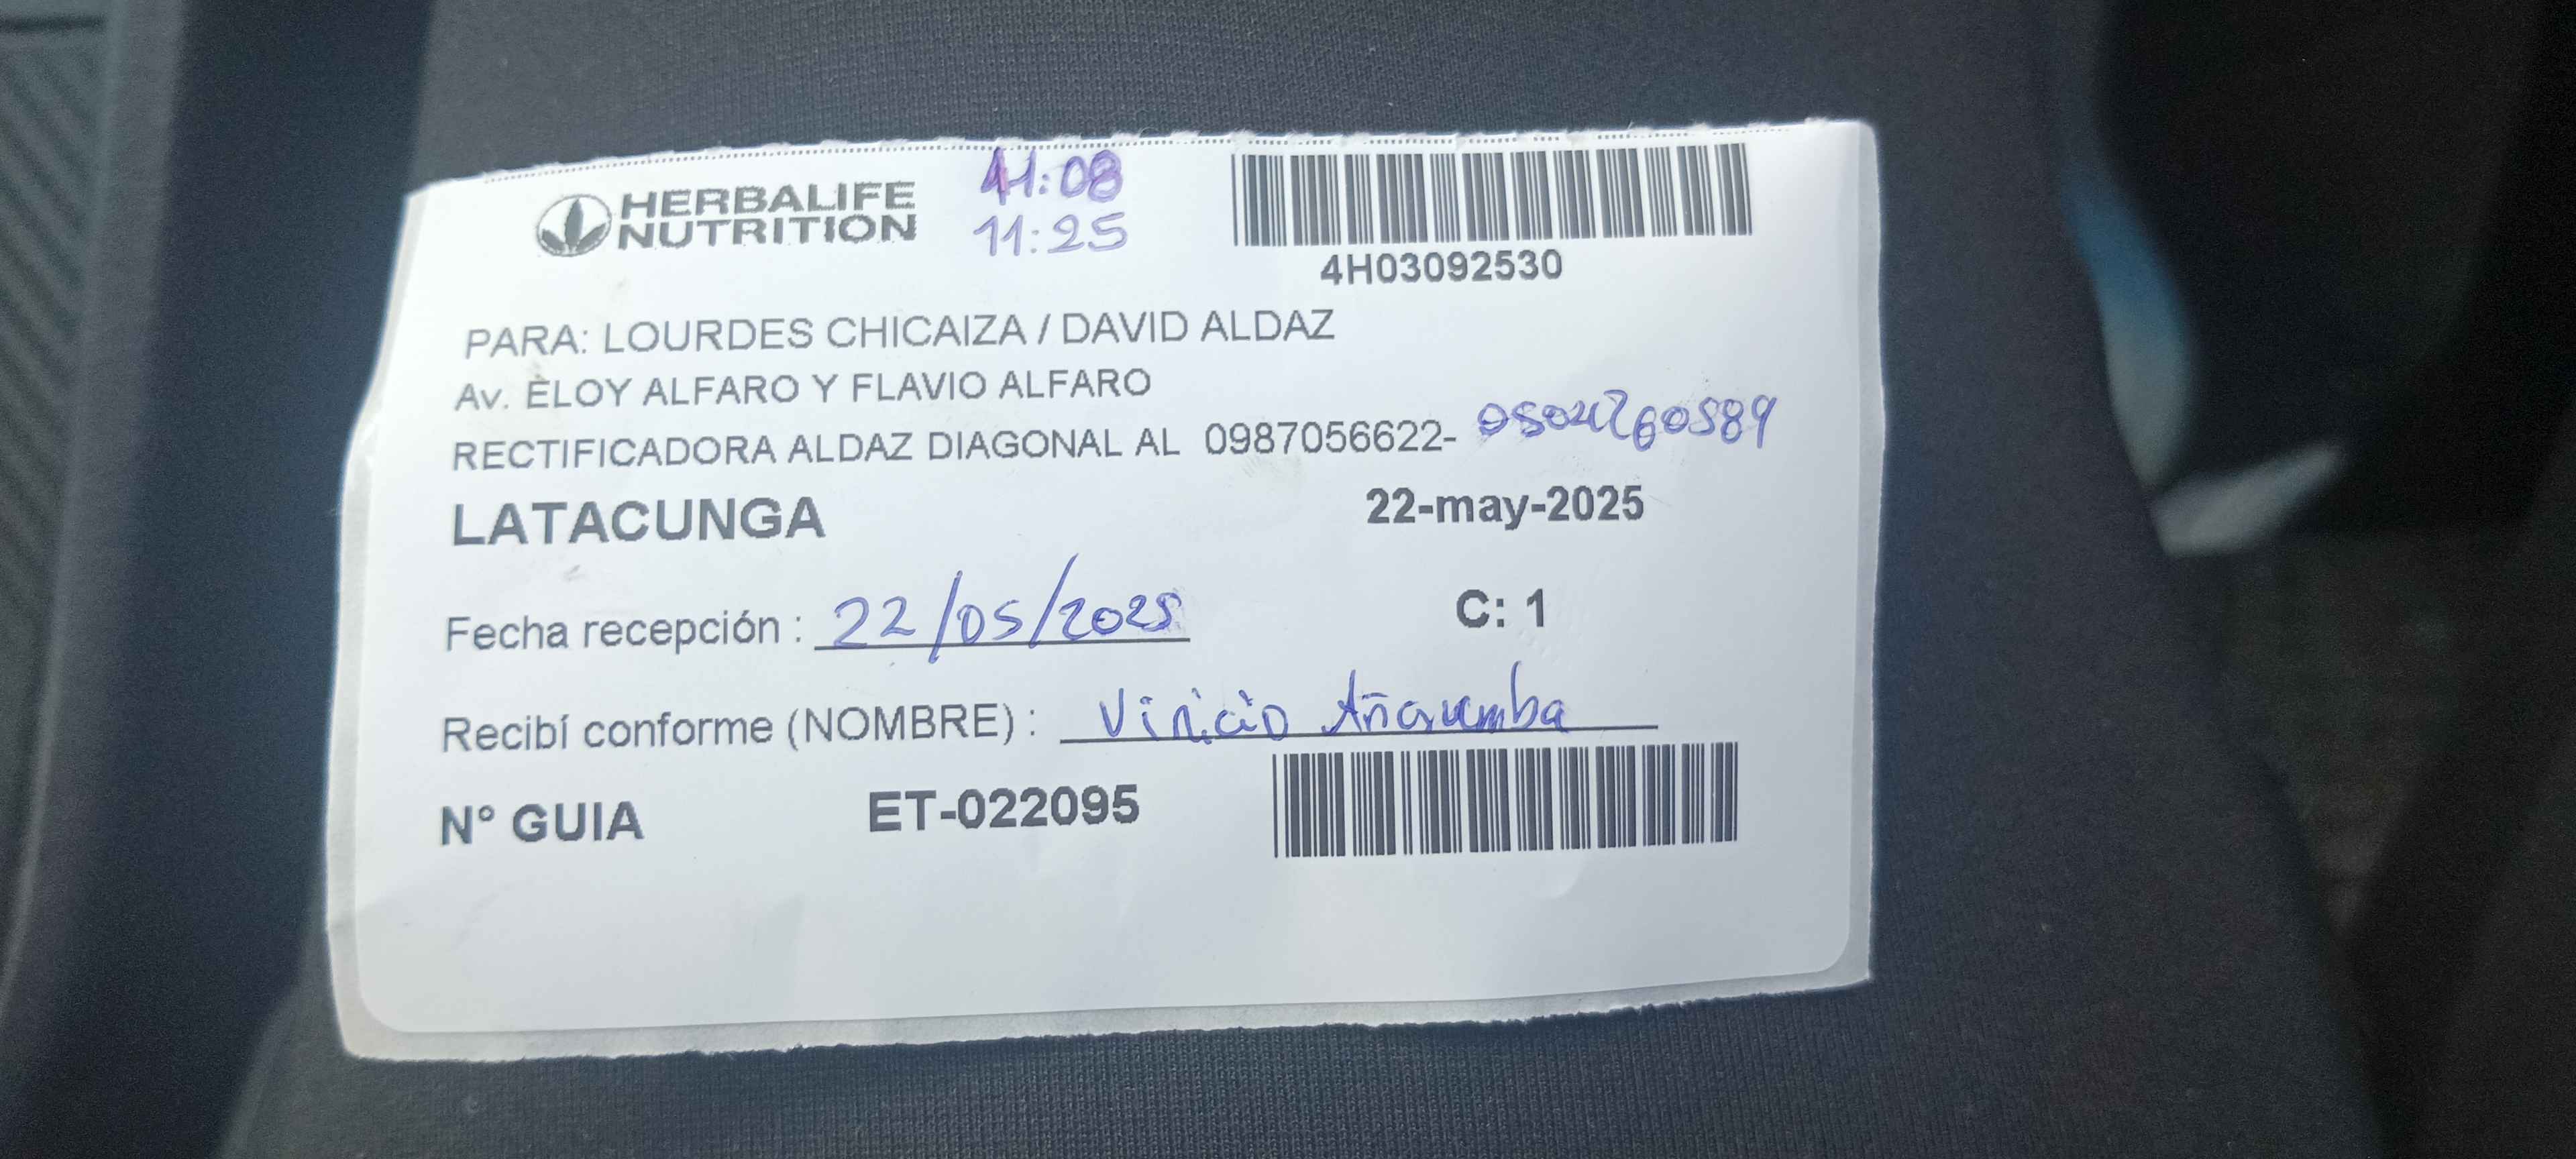 HERBALIFE
NUTRITION
11:08
11:25
4H03092530
PARA: LOURDES CHICAIZA / DAVID ALDAZ
Av. ELOY ALFARO Y FLAVIO ALFARO
RECTIFICADORA ALDAZ DIAGONAL AL 0987056622-
LATACUNGA 22-may-2025
Fecha recepción : 22/05/2025 C: 1
Recibí conforme (NOMBRE) : Vinicio
N° GUIA ET-022095